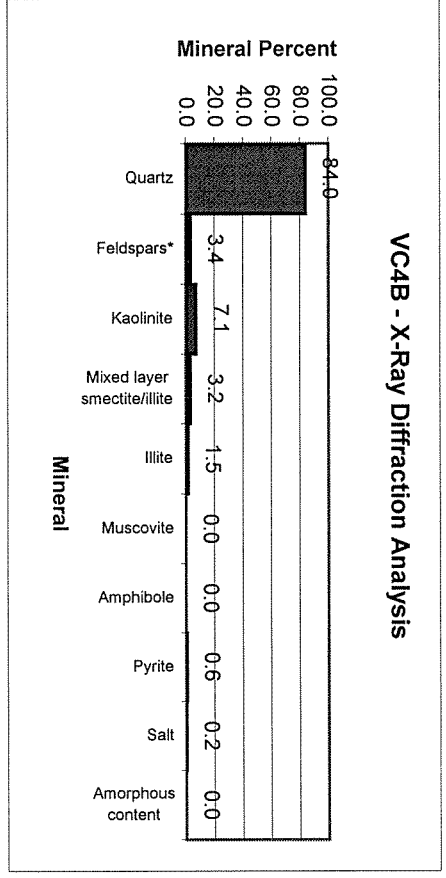 VC4B - X-Ray Diffraction Analysis
Mineral Percent
100.0
80.0
60.0
40.0
20.0
0.0
84.0
3.4
7.1
3.2
1.5
0.0
0.0
0.6
0.2
0.0
Quartz
Feldspars*
Kaolinite
Mixed layer
smectite/illite
Illite
Muscovite
Amphibole
Pyrite
Salt
Amorphous
content
Mineral